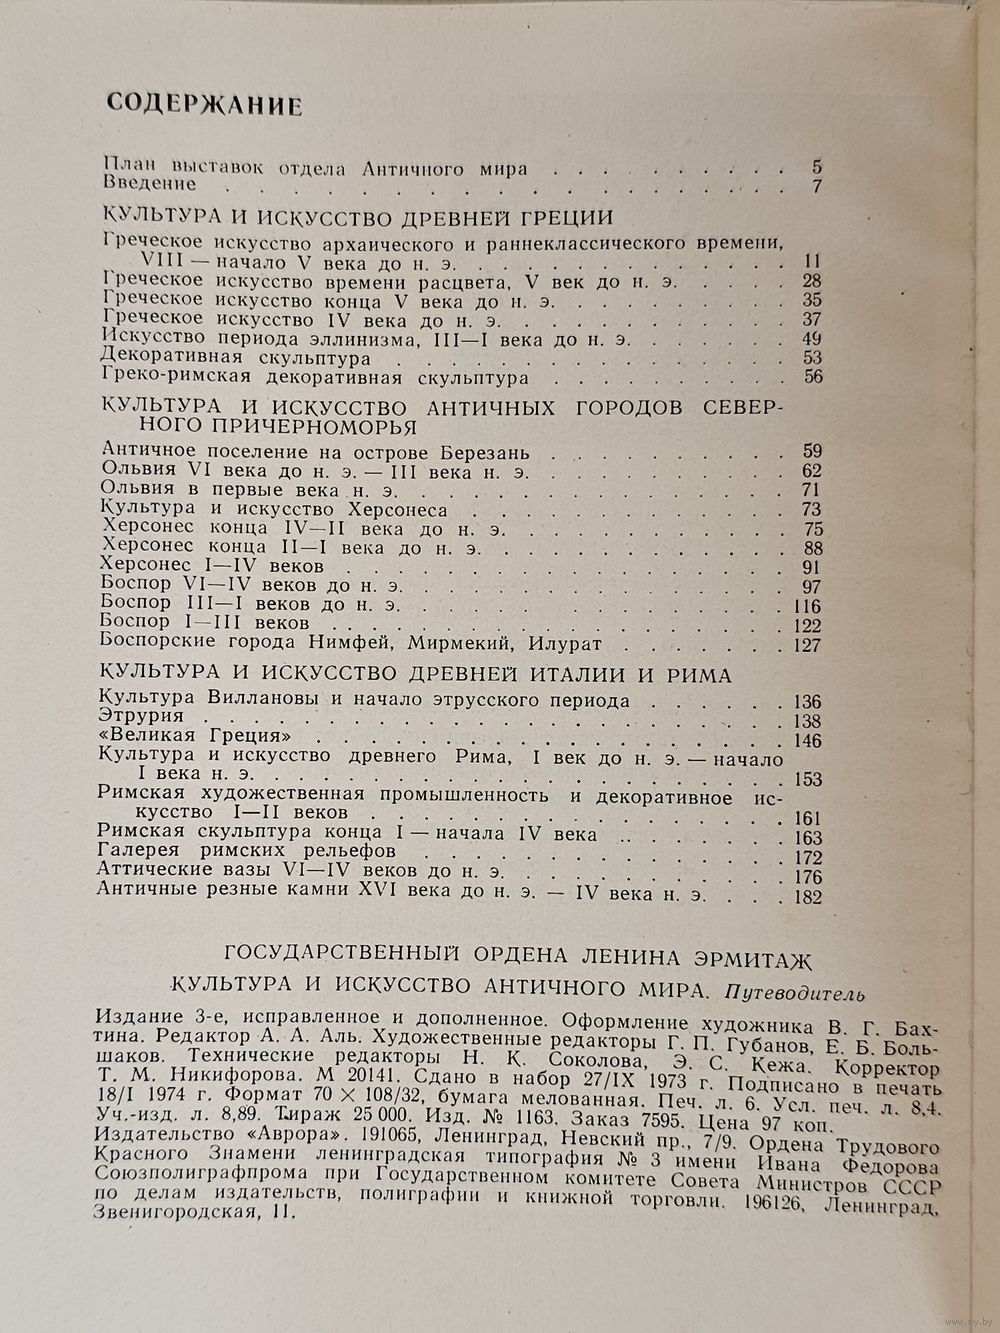 СОДЕРЖАНИЕ
План выставок отдела Античного мира . . . . . . . . . . 5
Введение . . . . . . . . . . . . . . . . . . 7
КУЛЬТУРА И ИСКУССТВО ДРЕВНЕЙ ГРЕЦИИ
Греческое искусство архаического и раннеклассического времени,
VIII — начало V века до н. э. . . . . . . . . . . . . 11
Греческое искусство времени расцвета, V век до н. э. . . . . 28
Греческое искусство конца V века до н. э. . . . . . . . . . 35
Греческое искусство IV века до н. э. . . . . . . . . . . . 37
Искусство периода эллинизма, III—I века до н. э. . . . . . . 49
Декоративная скульптура . . . . . . . . . . . . . . 53
Греко-римская декоративная скульптура . . . . . . . . . . 56
КУЛЬТУРА И ИСКУССТВО АНТИЧНЫХ ГОРОДОВ СЕВЕР-
НОГО ПРИЧЕРНОМОРЬЯ
Античное поселение на острове Березань . . . . . . . . . . 59
Ольвия VI века до н. э. — III века н. э. . . . . . . . . . . 62
Ольвия в первые века н. э. . . . . . . . . . . . . . . . 71
Культура и искусство Херсонеса . . . . . . . . . . . . 73
Херсонес конца IV—II века до н. э. . . . . . . . . . . . 75
Херсонес конца II—I века до н. э. . . . . . . . . . . . . 88
Херсонес I—IV веков . . . . . . . . . . . . . . . . 91
Боспор VI—IV веков до н. э. . . . . . . . . . . . . . . 97
Боспор III—I веков до н. э. . . . . . . . . . . . . . . 116
Боспор I—III веков . . . . . . . . . . . . . . . . 122
Боспорские города Нимфей, Мирмекий, Илурат . . . . . . . 127
КУЛЬТУРА И ИСКУССТВО ДРЕВНЕЙ ИТАЛИИ И РИМА
Культура Виллановы и начало этрусского периода . . . . . . 136
Этрурия . . . . . . . . . . . . . . . . . . . 138
«Великая Греция» . . . . . . . . . . . . . . . . 146
Культура и искусство древнего Рима, I век до н. э. — начало
I века н. э. . . . . . . . . . . . . . . . . . . . 153
Римская художественная промышленность и декоративное ис-
кусство I—II веков . . . . . . . . . . . . . . . 161
Римская скульптура конца I — начала IV века . . . . . . . . 163
Галерея римских рельефов . . . . . . . . . . . . . 172
Аттические вазы VI—IV веков до н. э. . . . . . . . . . . 176
Античные резные камни XVI века до н. э. — IV века н. э. . . . 182
ГОСУДАРСТВЕННЫЙ ОРДЕНА ЛЕНИНА ЭРМИТАЖ
КУЛЬТУРА И ИСКУССТВО АНТИЧНОГО МИРА. Путеводитель
Издание 3-е, исправленное и дополненное. Оформление художника В. Г. Бах-
тина. Редактор А. А. Аль. Художественные редакторы Г. П. Губанов, Е. Б. Боль-
шаков. Технические редакторы Н. К. Соколова, Э. С. Кежа. Корректор
Т. М. Никифорова. М 20141. Сдано в набор 27/IX 1973 г. Подписано в печать
18/I 1974 г. Формат 70 × 108/32, бумага мелованная. Печ. л. 6. Усл. печ. л. 8,4.
Уч.-изд. л. 8,89. Тираж 25 000. Изд. № 1163. Заказ 7595. Цена 97 коп.
Издательство «Аврора». 191065, Ленинград, Невский пр., 7/9. Ордена Трудового
Красного Знамени ленинградская типография № 3 имени Ивана Федорова
Союзполиграфпрома при Государственном комитете Совета Министров СССР
по делам издательств, полиграфии и книжной торговли. 196126, Ленинград,
Звенигородская, 11.
www.ay.by